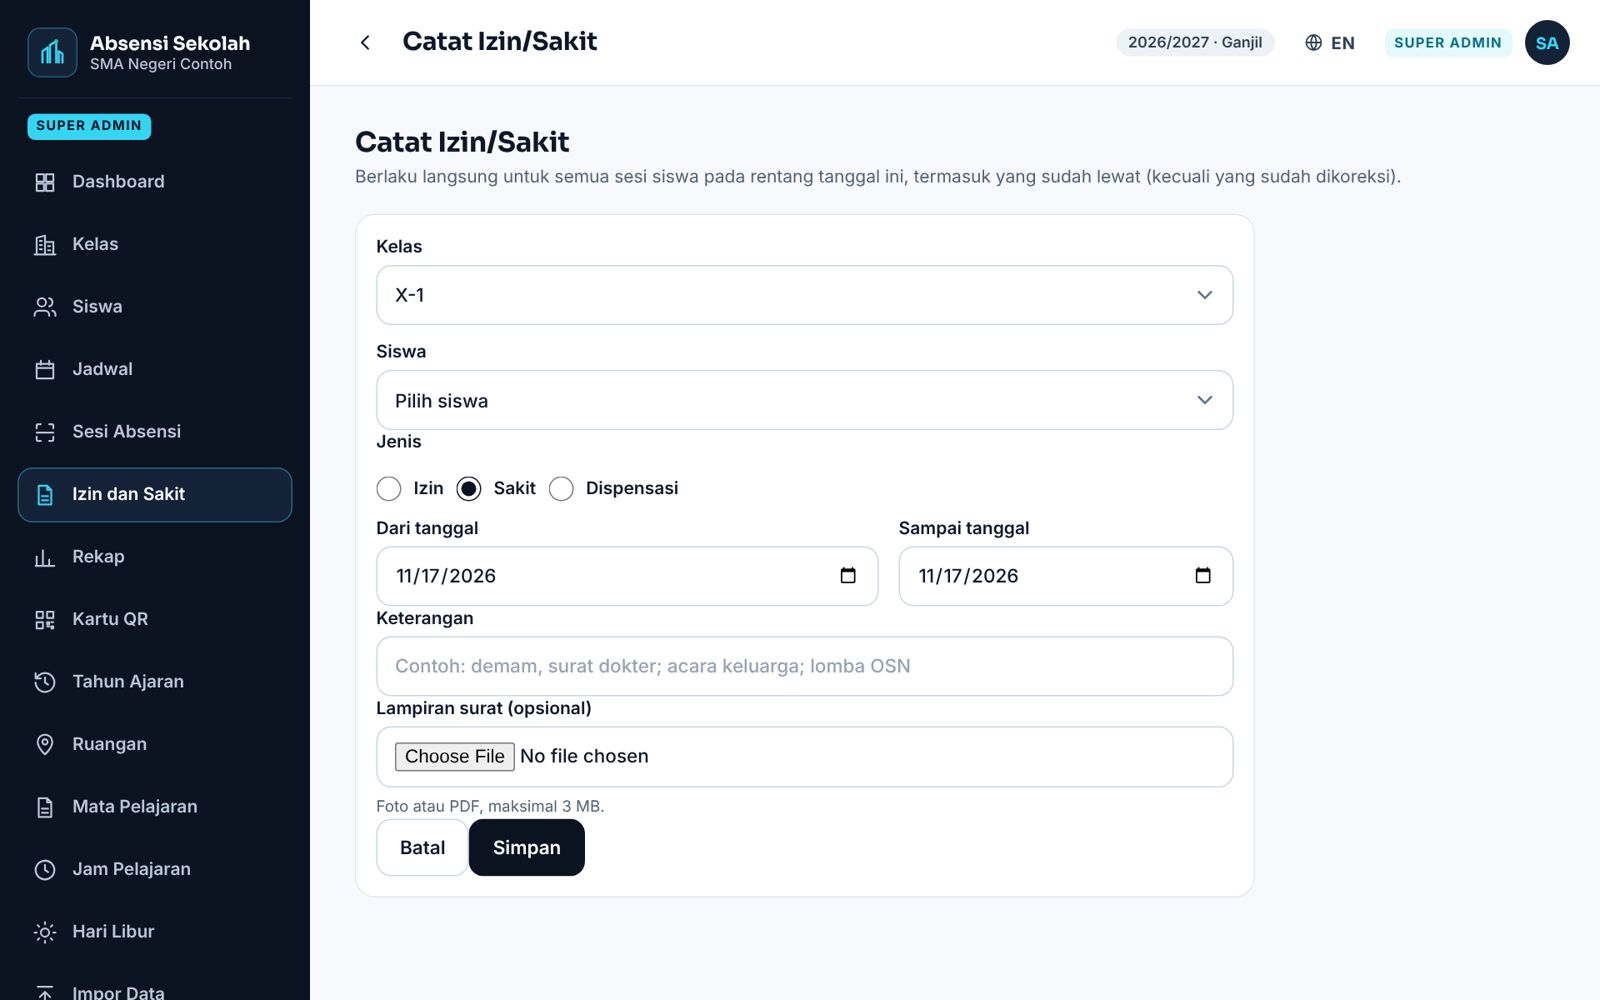 Absensi Sekolah
SMA Negeri Contoh
SUPER ADMIN
Dashboard
Kelas
Siswa
Jadwal
Sesi Absensi
Izin dan Sakit
Rekap
Kartu QR
Tahun Ajaran
Ruangan
Mata Pelajaran
Jam Pelajaran
Hari Libur
Impor Data
Catat Izin/Sakit
2026/2027 · Ganjil
EN
SUPER ADMIN
SA
Catat Izin/Sakit
Berlaku langsung untuk semua sesi siswa pada rentang tanggal ini, termasuk yang sudah lewat (kecuali yang sudah dikoreksi).
Kelas
X-1
Siswa
Pilih siswa
Jenis
Izin Sakit Dispensasi
Dari tanggal Sampai tanggal
11/17/2026 11/17/2026
Keterangan
Contoh: demam, surat dokter; acara keluarga; lomba OSN
Lampiran surat (opsional)
Choose File No file chosen
Foto atau PDF, maksimal 3 MB.
Batal Simpan